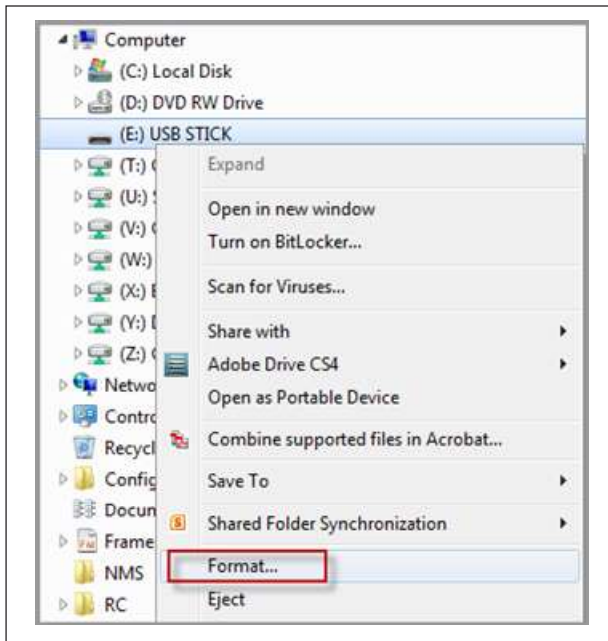 Computer
(C:) Local Disk
(D:) DVD RW Drive
(E:) USB STICK
(T:)
(U:)
(V:)
(W:)
(X:)
(Y:)
(Z:)
Netwo
Contro
Recycl
Config
Docum
Frame
NMS
RC
Expand
Open in new window
Turn on BitLocker...
Scan for Viruses...
Share with
Adobe Drive CS4
Open as Portable Device
Combine supported files in Acrobat...
Save To
Shared Folder Synchronization
Format...
Eject